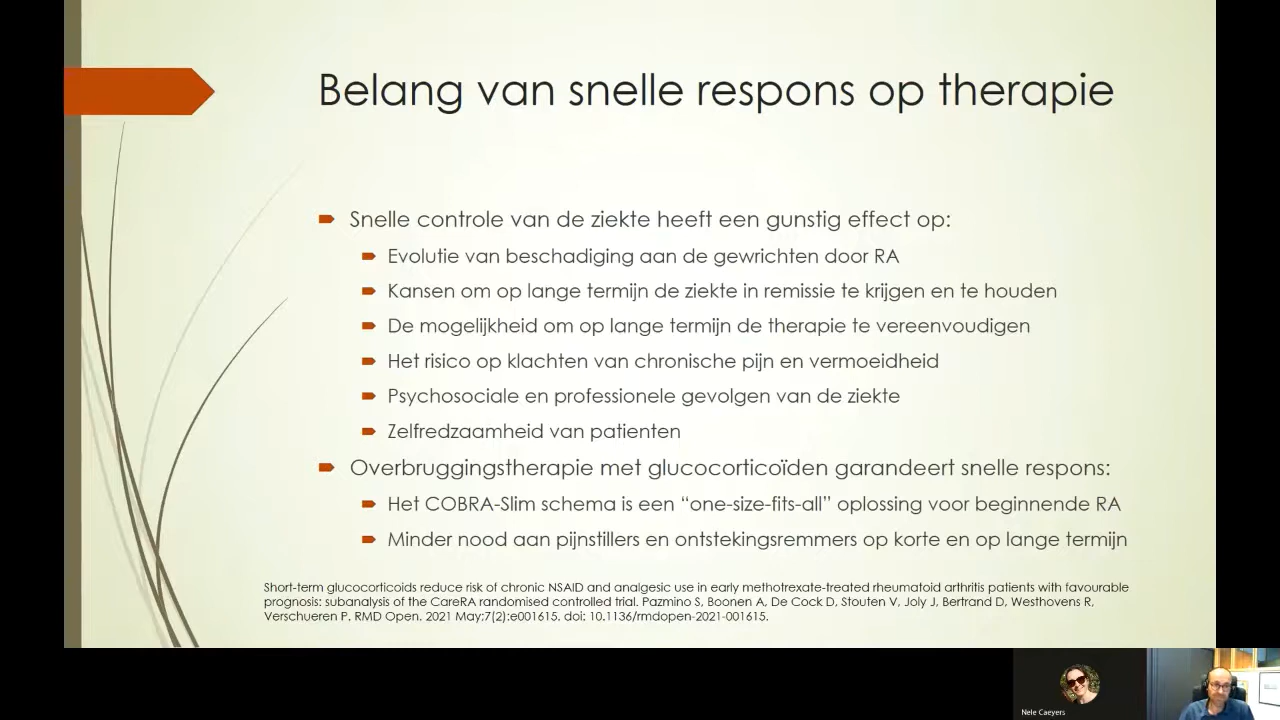 Belang van snelle respons op therapie
Snelle controle van de ziekte heeft een gunstig effect op:
Evolutie van beschadiging aan de gewrichten door RA
Kansen om op lange termijn de ziekte in remissie te krijgen en te houden
De mogelijkheid om op lange termijn de therapie te vereenvoudigen
Het risico op klachten van chronische pijn en vermoeidheid
Psychosociale en professionele gevolgen van de ziekte
Zelfredzaamheid van patienten
Overbruggingstherapie met glucocorticoïden garandeert snelle respons:
Het COBRA-Slim schema is een “one-size-fits-all” oplossing voor beginnende RA
Minder nood aan pijnstillers en ontstekingsremmers op korte en op lange termijn
Short-term glucocorticoids reduce risk of chronic NSAID and analgesic use in early methotrexate-treated rheumatoid arthritis patients with favourable
prognosis: subanalysis of the CareRA randomised controlled trial. Pazmino S, Boonen A, De Cock D, Stouten V, Joly J, Bertrand D, Westhovens R,
Verschueren P. RMD Open. 2021 May;7(2):e001615. doi: 10.1136/rmdopen-2021-001615.
Nele Caeyers